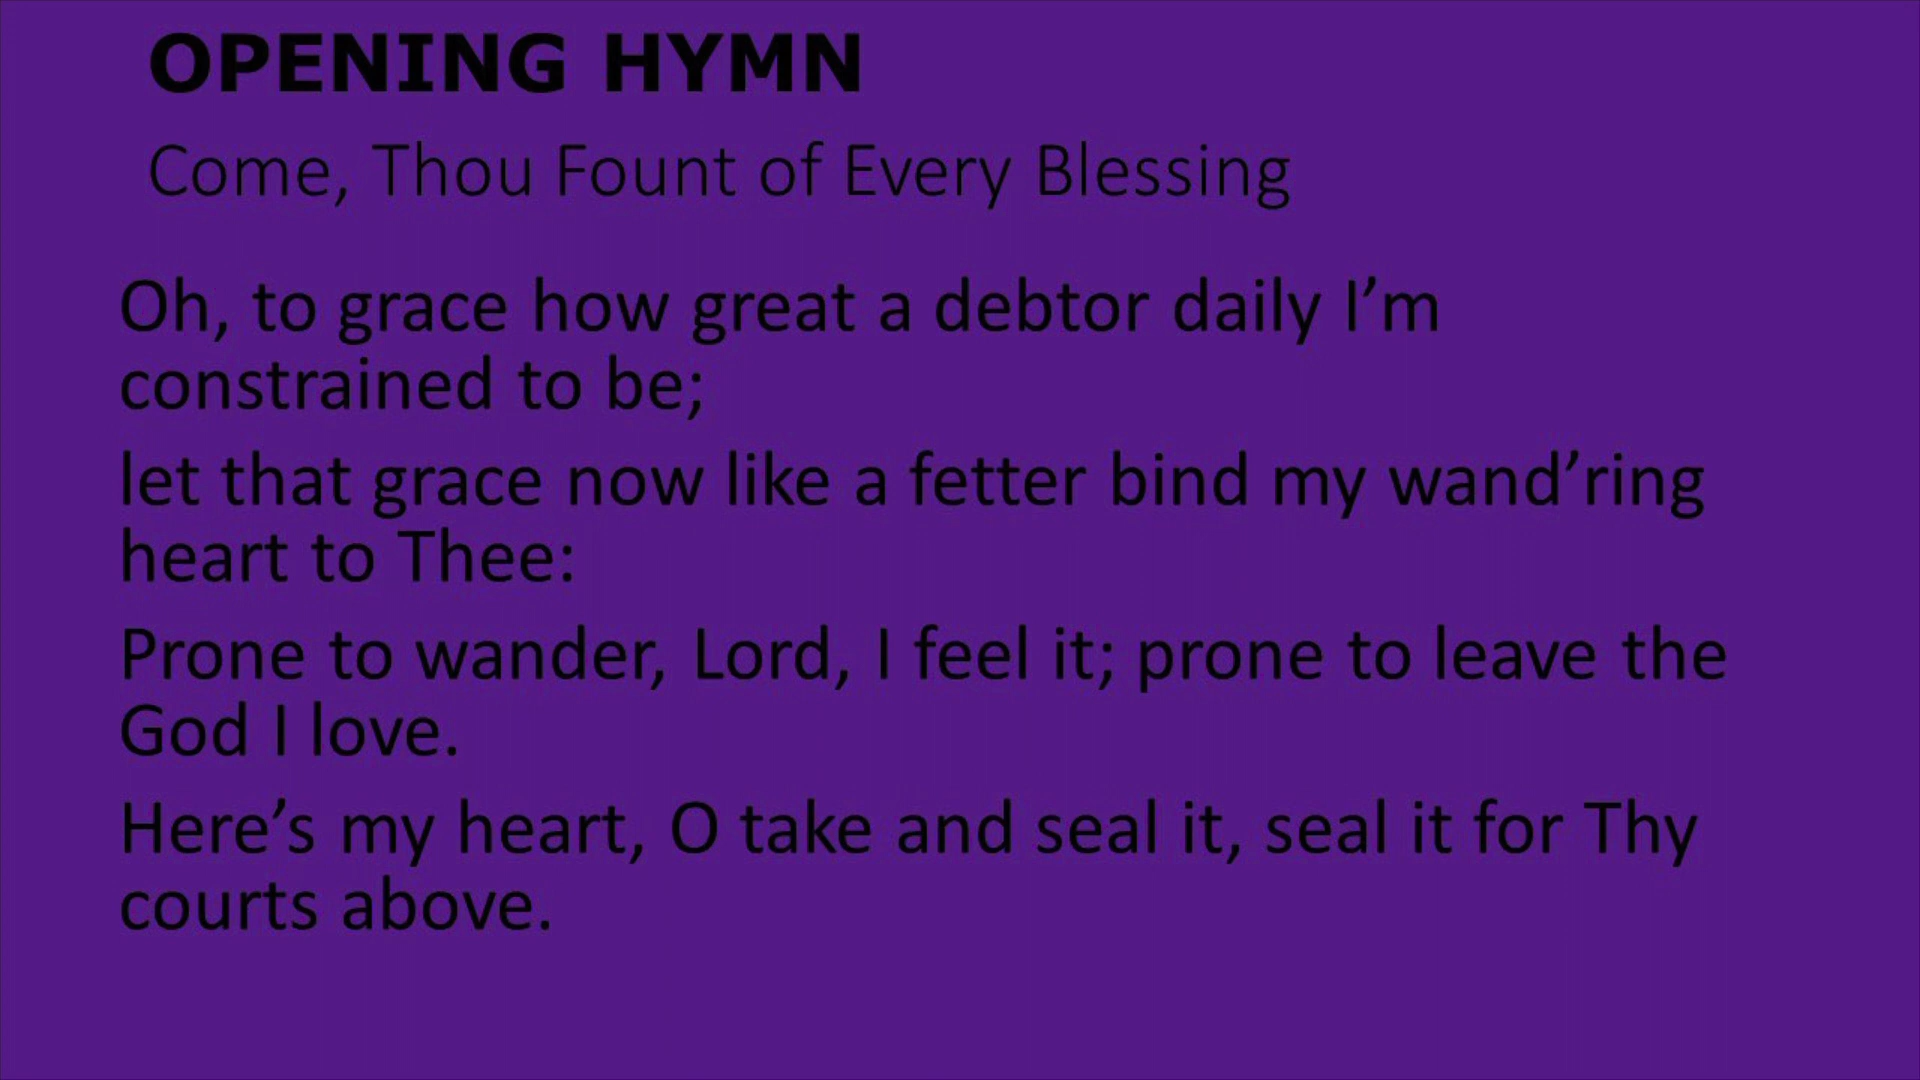 OPENING HYMN
Come, Thou Fount of Every Blessing
Oh, to grace how great a debtor daily I’m
constrained to be;
let that grace now like a fetter bind my wand’ring
heart to Thee:
Prone to wander, Lord, I feel it; prone to leave the
God I love.
Here’s my heart, O take and seal it, seal it for Thy
courts above.